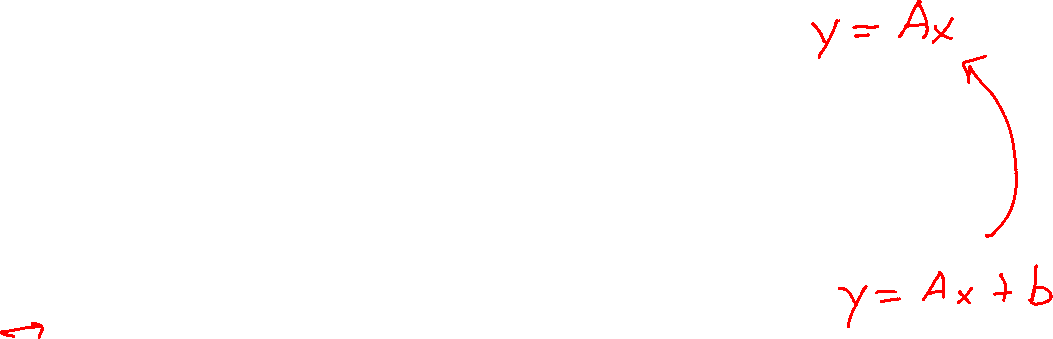 y = Ax
y = Ax + b